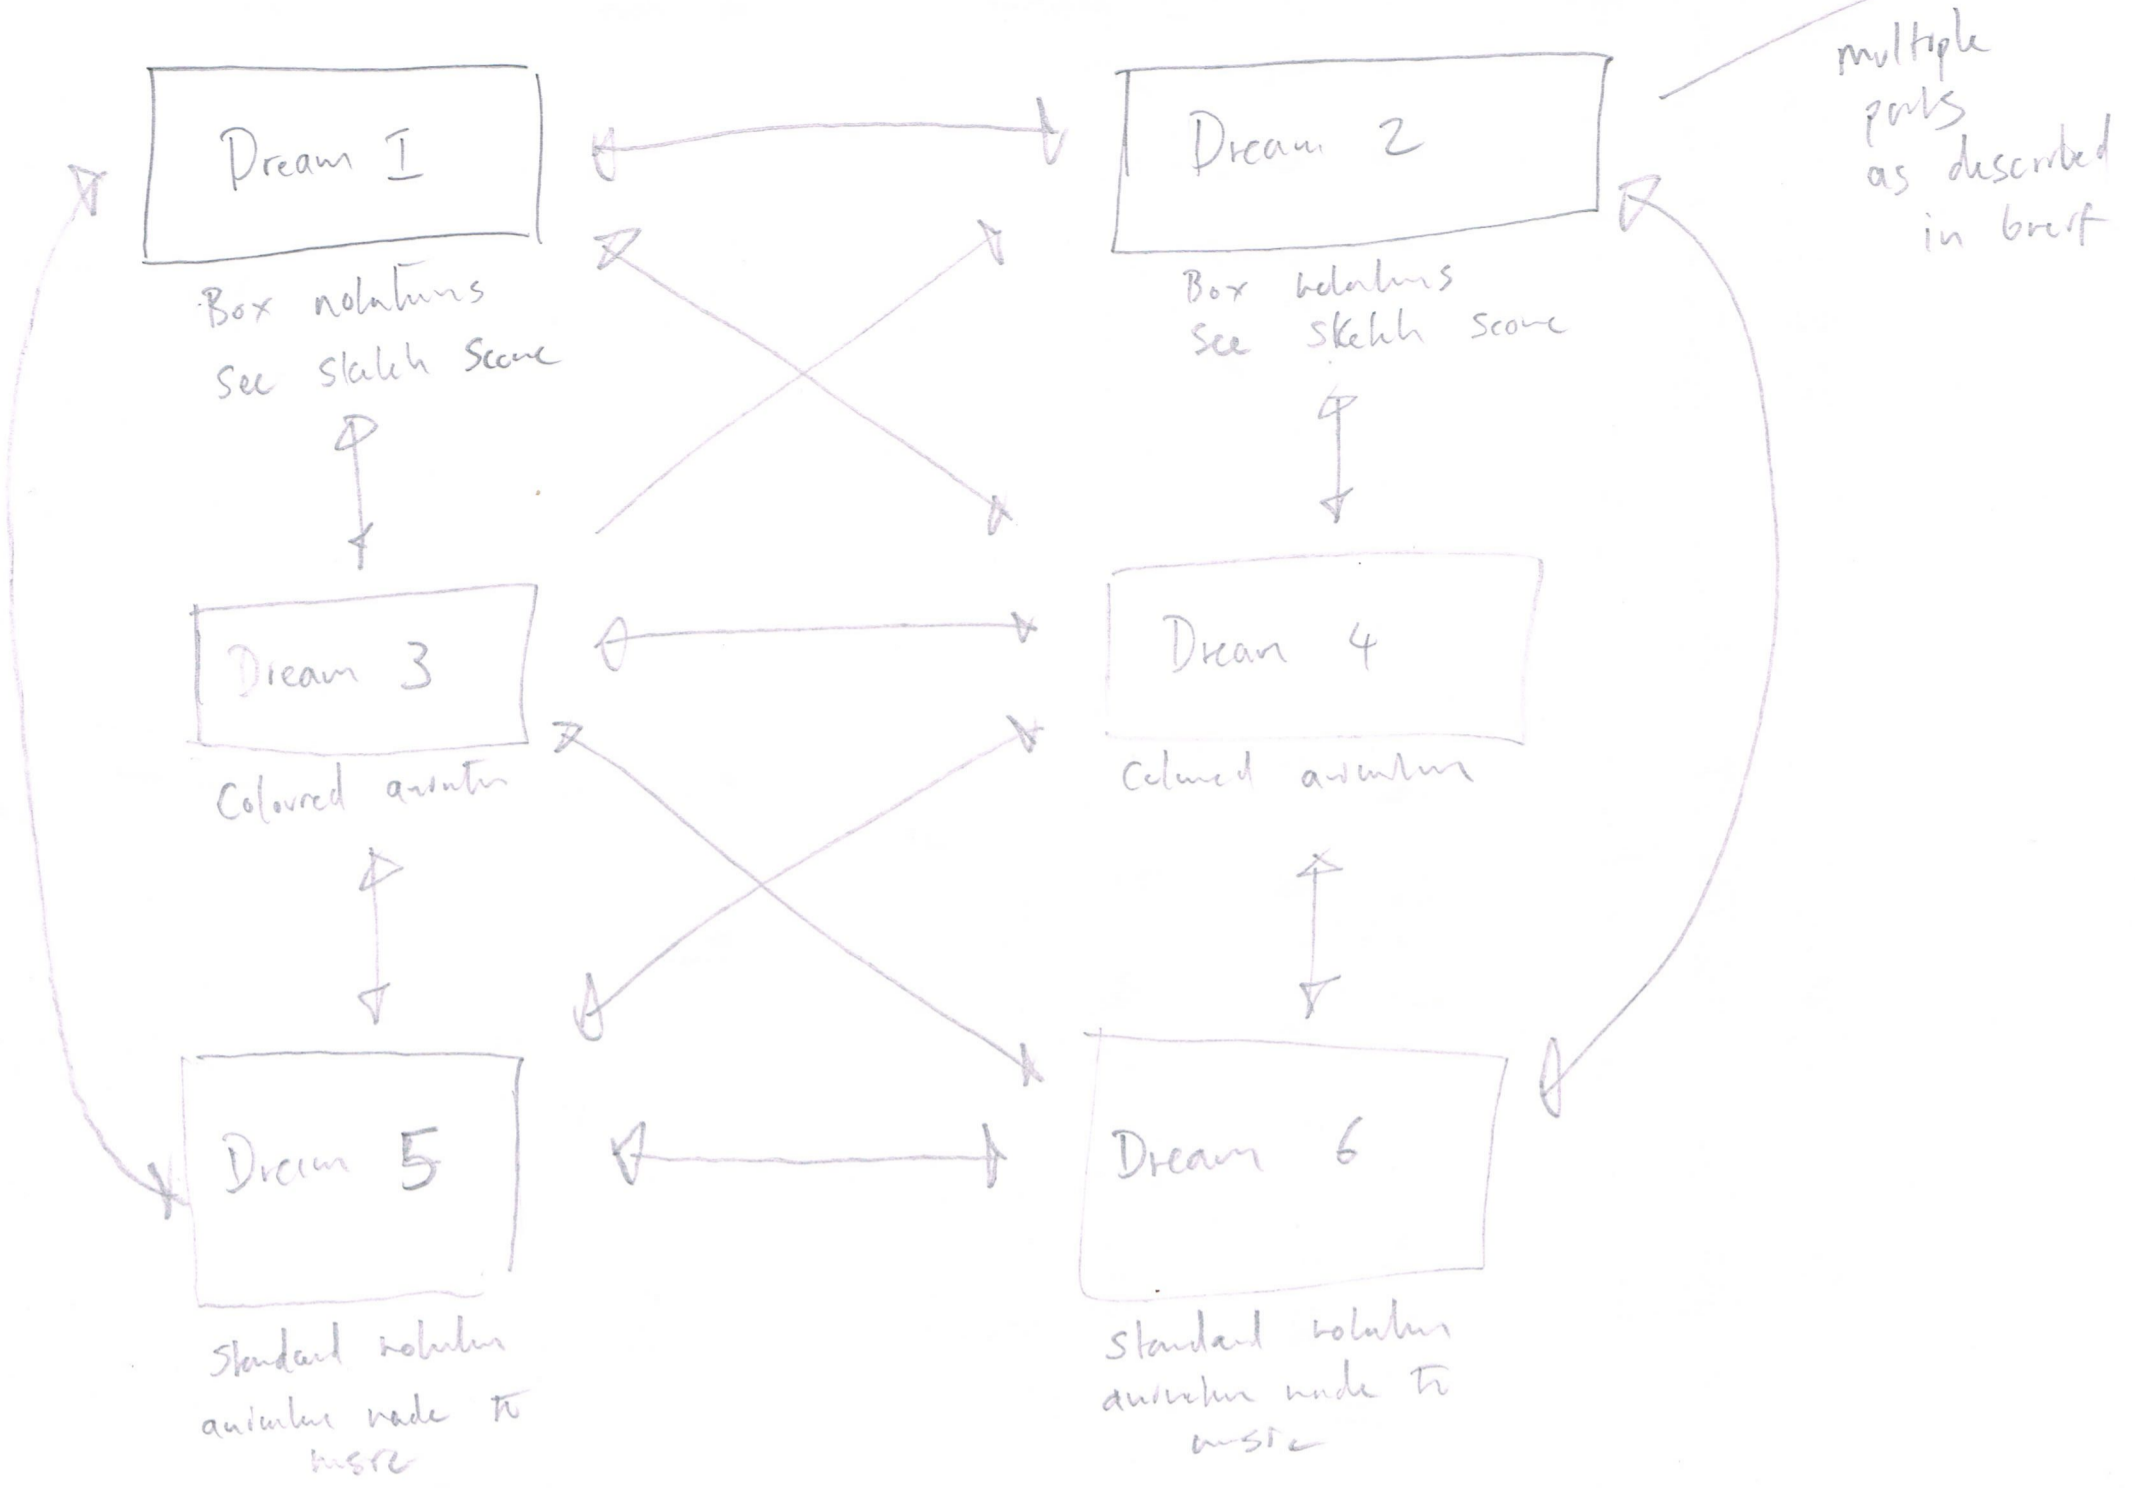 multiple
paths
as described
in brief
Dream I
Dream 2
Box notations
see sketch score
Box notations
see sketch score
Dream 3
Dream 4
Coloured animation
Coloured animation
Dream 5
Dream 6
Standard notation
animation made to
music
Standard notation
animation made to
music